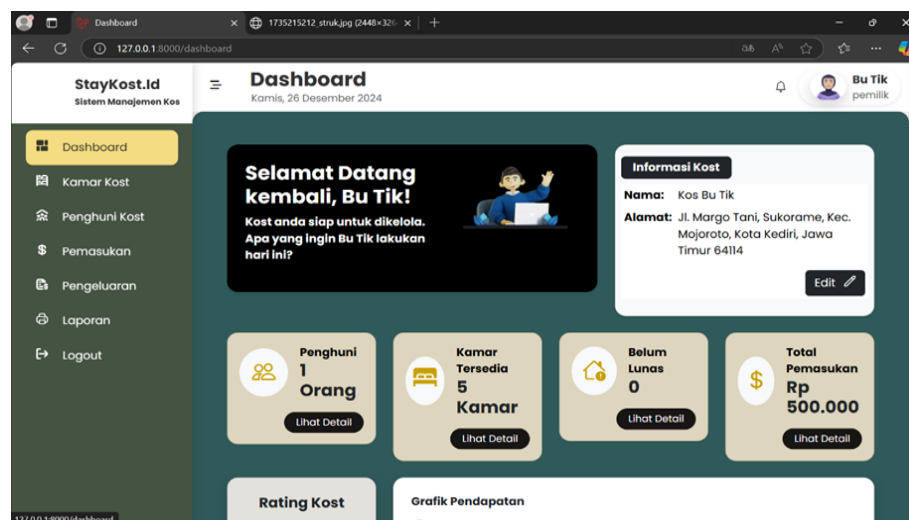 Dashboard
1735215212_struk.jpg (2448×326
127.0.0.1:8000/dashboard
StayKost.Id
Sistem Manajemen Kos
Dashboard
Kamis, 26 Desember 2024
Bu Tik
pemilik
Dashboard
Kamar Kost
Penghuni Kost
Pemasukan
Pengeluaran
Laporan
Logout
Selamat Datang
kembali, Bu Tik!
Kost anda siap untuk dikelola.
Apa yang ingin Bu Tik lakukan
hari ini?
Informasi Kost
Nama: Kos Bu Tik
Alamat: Jl. Margo Tani, Sukorame, Kec.
Mojoroto, Kota Kediri, Jawa
Timur 64114
Edit
Penghuni
1
Orang
Lihat Detail
Kamar
Tersedia
5
Kamar
Lihat Detail
Belum
Lunas
0
Lihat Detail
Total
Pemasukan
Rp
500.000
Lihat Detail
Rating Kost
Grafik Pendapatan
127.0.0.1:8000/dashboard